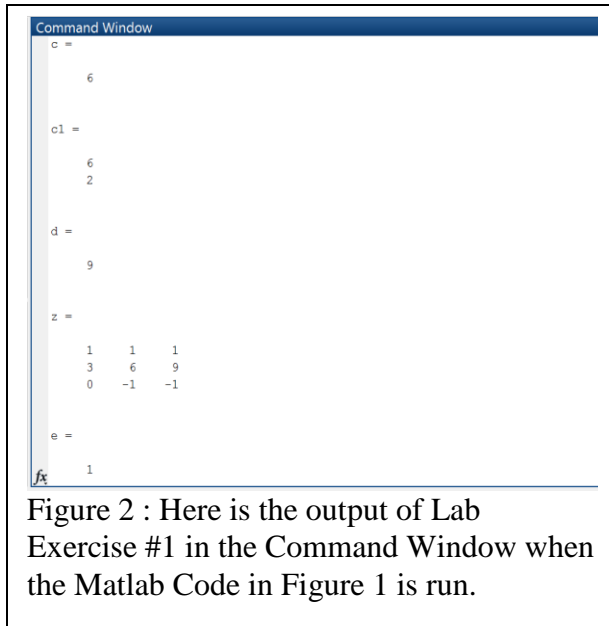 Command Window
c =
6
c1 =
6
2
d =
9
z =
1 1 1
3 6 9
0 -1 -1
e =
fx 1
Figure 2 : Here is the output of Lab
Exercise #1 in the Command Window when
the Matlab Code in Figure 1 is run.